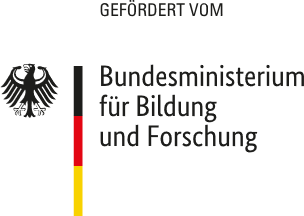 GEFÖRDERT VOM
Bundesministerium
für Bildung
und Forschung